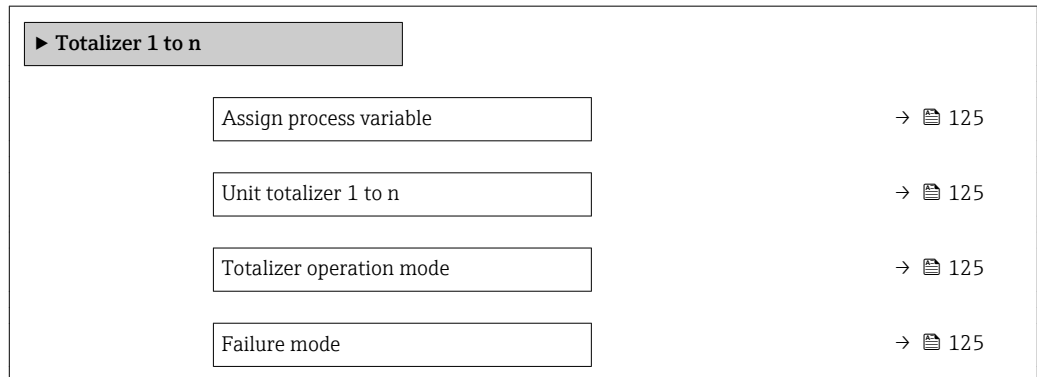 ▶ Totalizer 1 to n
Assign process variable → 🖹 125
Unit totalizer 1 to n → 🖹 125
Totalizer operation mode → 🖹 125
Failure mode → 🖹 125